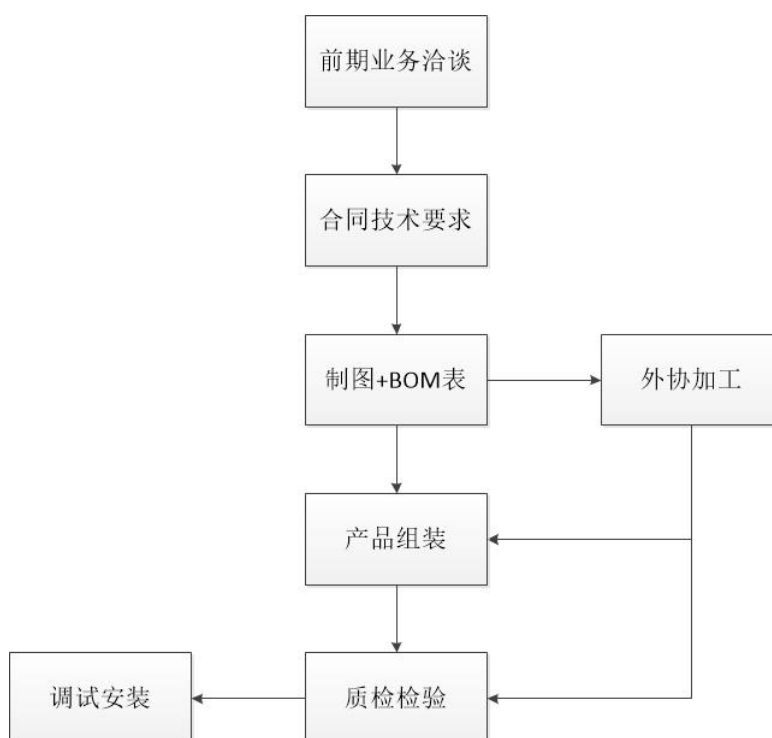 前期业务洽谈
合同技术要求
制图+BOM表
外协加工
产品组装
调试安装
质检检验